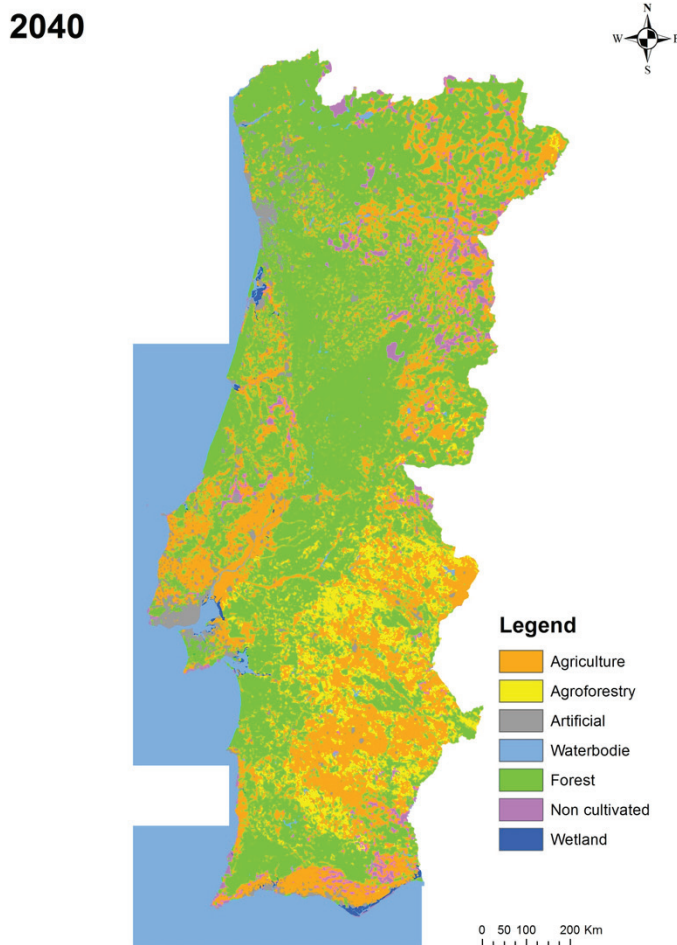 2040
N
W E
S
Legend
Agriculture
Agroforestry
Artificial
Waterbodie
Forest
Non cultivated
Wetland
0 50 100 200 Km